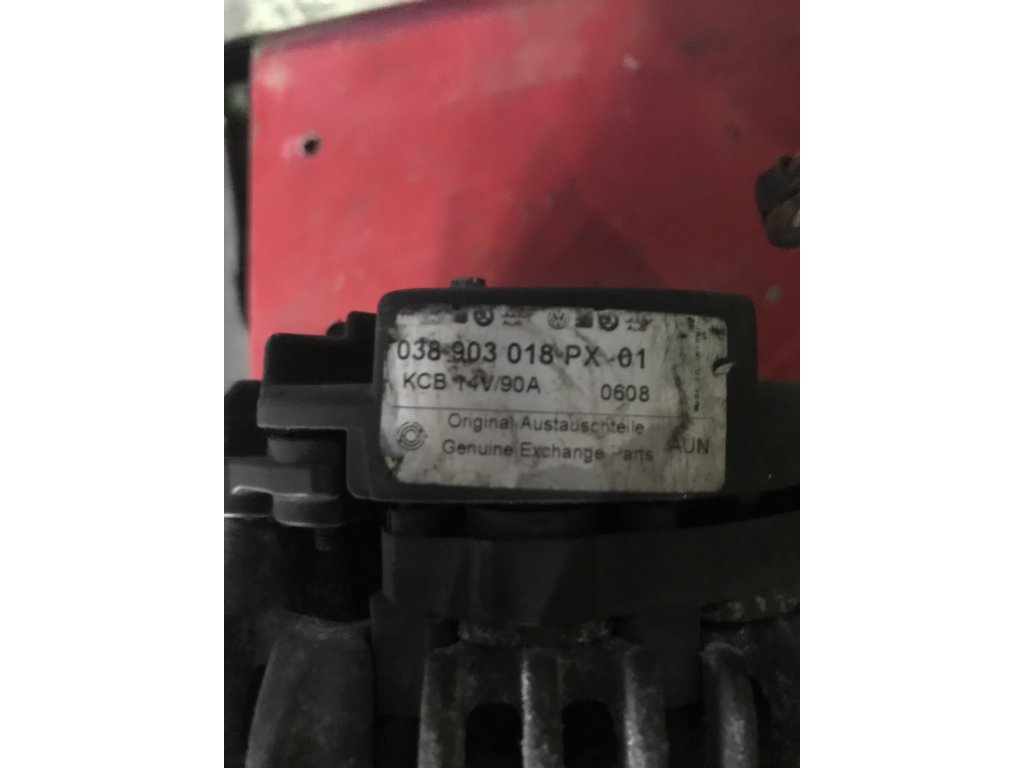 038 903 018 PX 01
KCB 14V/90A 0608
Original Austauschteile
Genuine Exchange Parts AUN